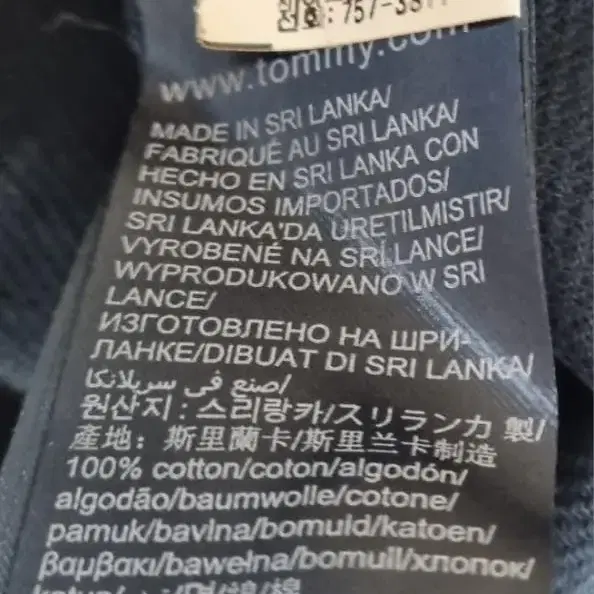 : 757-381
www.tommy.com
MADE IN SRI LANKA/
FABRIQUÉ AU SRI LANKA/
HECHO EN SRI LANKA CON
INSUMOS IMPORTADOS/
SRI LANKA'DA URETILMISTIR/
VYROBENÉ NA SRÍ LANCE/
WYPRODUKOWANO W SRI
LANCE/
ИЗГОТОВЛЕНО НА ШРИ-
ЛАНКЕ/DIBUAT DI SRI LANKA/
صنع في سريلانكا/
원산지 : 스리랑카/スリランカ 製/
產地：斯里蘭卡/斯里兰卡制造
100% cotton/coton/algodón/
algodão/baumwolle/cotone/
pamuk/bavlna/bomuld/katoen/
βαμβακι/bawełna/bomull/хлопок/